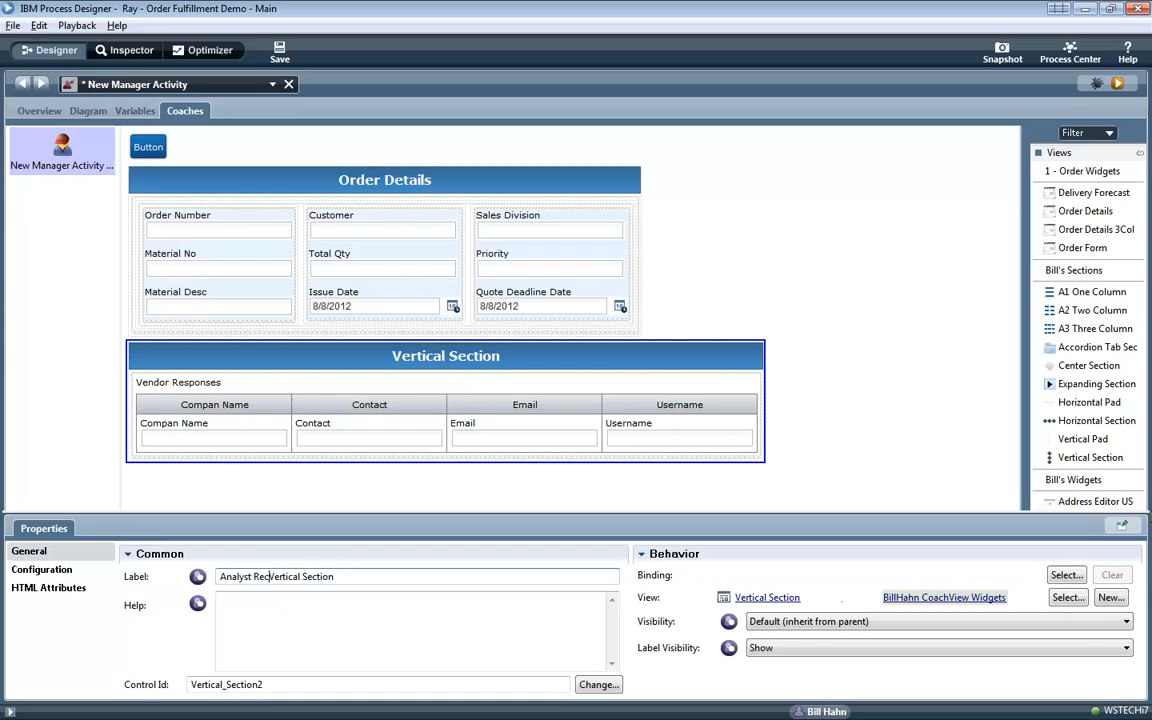 IBM Process Designer - Ray - Order Fulfillment Demo - Main
File Edit Playback Help
Designer Inspector Optimizer Save Snapshot Process Center Help
* New Manager Activity
Overview Diagram Variables Coaches
New Manager Activity ...
Button
Order Details
Order Number Customer Sales Division
Material No Total Qty Priority
Material Desc Issue Date Quote Deadline Date
8/8/2012 8/8/2012
Vertical Section
Vendor Responses
Compan Name Contact Email Username
Compan Name Contact Email Username
Filter
Views
1 - Order Widgets
Delivery Forecast
Order Details
Order Details 3Col
Order Form
Bill's Sections
A1 One Column
A2 Two Column
A3 Three Column
Accordion Tab Sec
Center Section
Expanding Section
Horizontal Pad
Horizontal Section
Vertical Pad
Vertical Section
Bill's Widgets
Address Editor US
Properties
General
Configuration
HTML Attributes
Common
Label: Analyst RecVertical Section
Help:
Control Id: Vertical_Section2 Change...
Behavior
Binding: Select... Clear
View: Vertical Section BillHahn CoachView Widgets Select... New...
Visibility: Default (inherit from parent)
Label Visibility: Show
Bill Hahn WSTECHi7